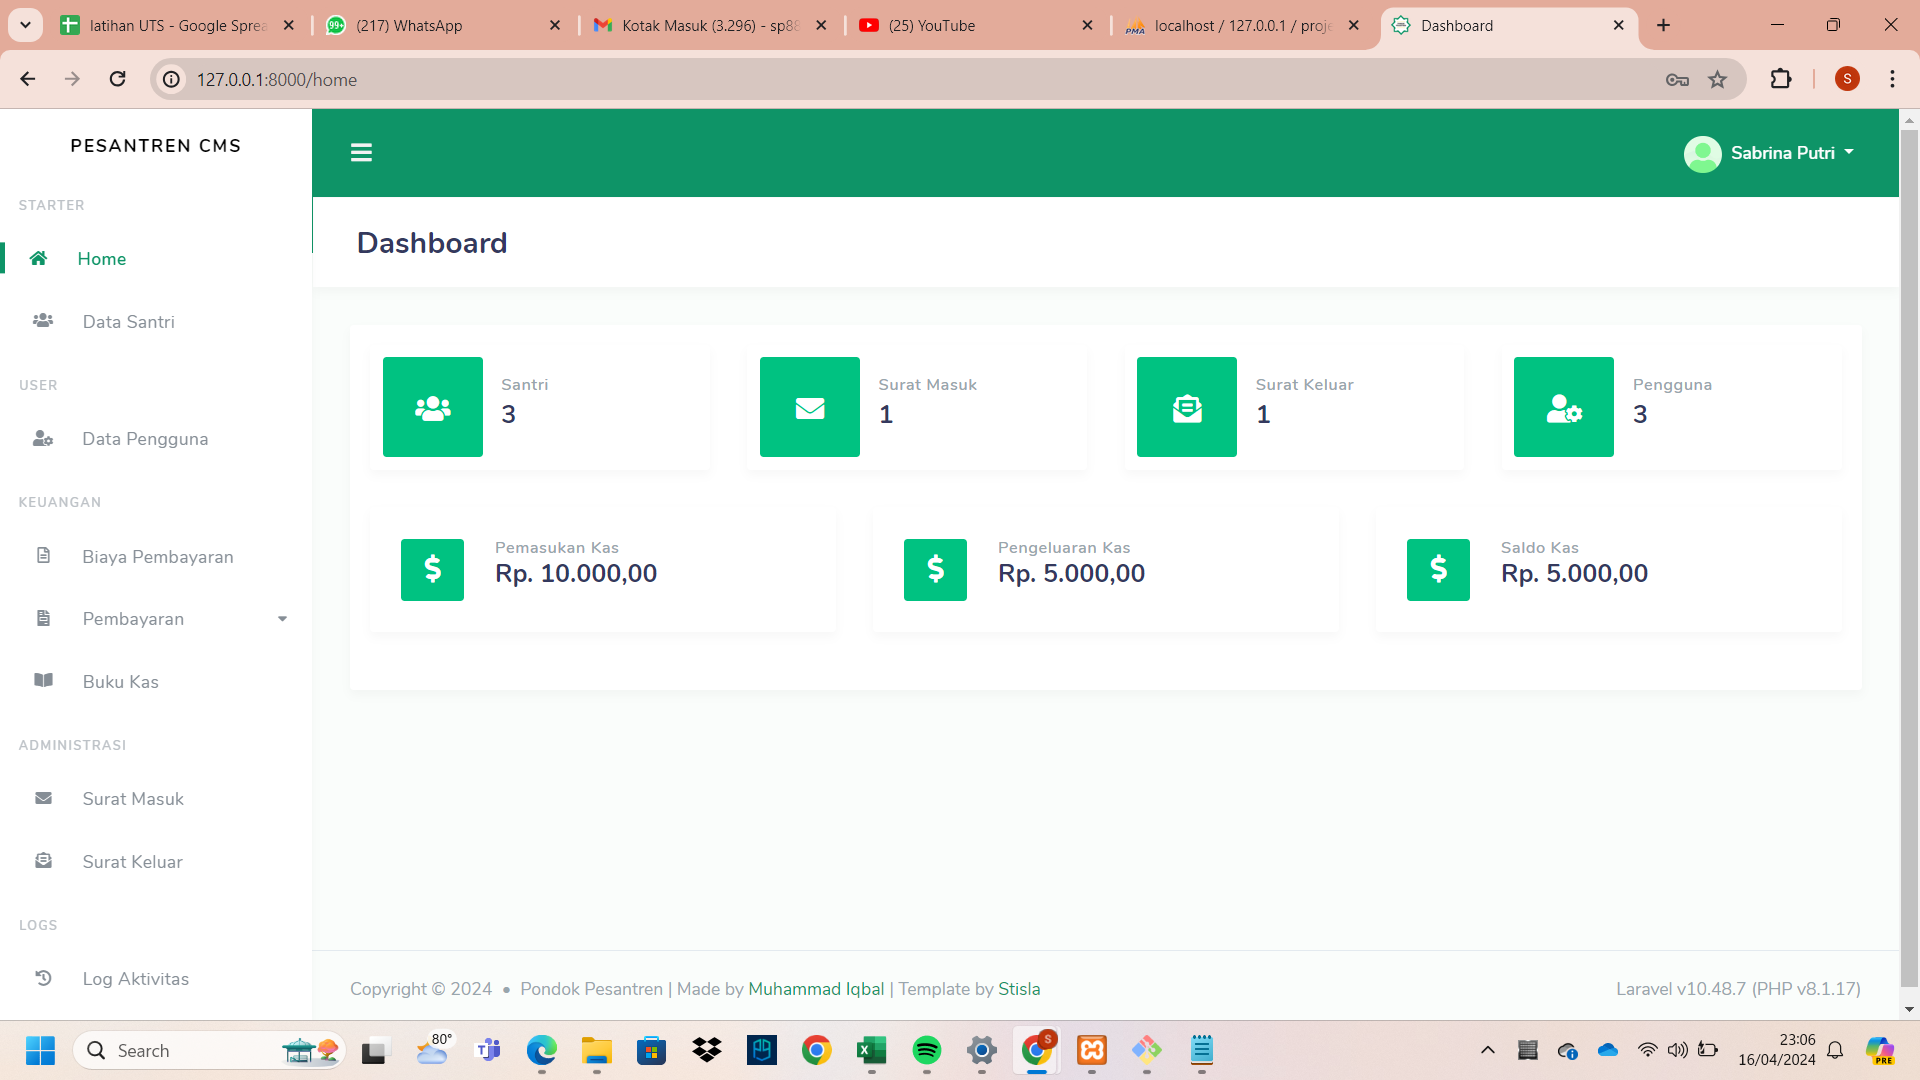 latihan UTS - Google Sprea
(217) WhatsApp
Kotak Masuk (3.296) - sp88
(25) YouTube
localhost / 127.0.0.1 / proje
Dashboard
127.0.0.1:8000/home
S
PESANTREN CMS
Sabrina Putri
STARTER
Dashboard
Home
Data Santri
USER
Data Pengguna
KEUANGAN
Biaya Pembayaran
Pembayaran
Buku Kas
ADMINISTRASI
Surat Masuk
Surat Keluar
LOGS
Log Aktivitas
Santri
3
Surat Masuk
1
Surat Keluar
1
Pengguna
3
Pemasukan Kas
Rp. 10.000,00
Pengeluaran Kas
Rp. 5.000,00
Saldo Kas
Rp. 5.000,00
Copyright © 2024 • Pondok Pesantren | Made by Muhammad Iqbal | Template by Stisla
Laravel v10.48.7 (PHP v8.1.17)
Search
80°
23:06
16/04/2024
PRE